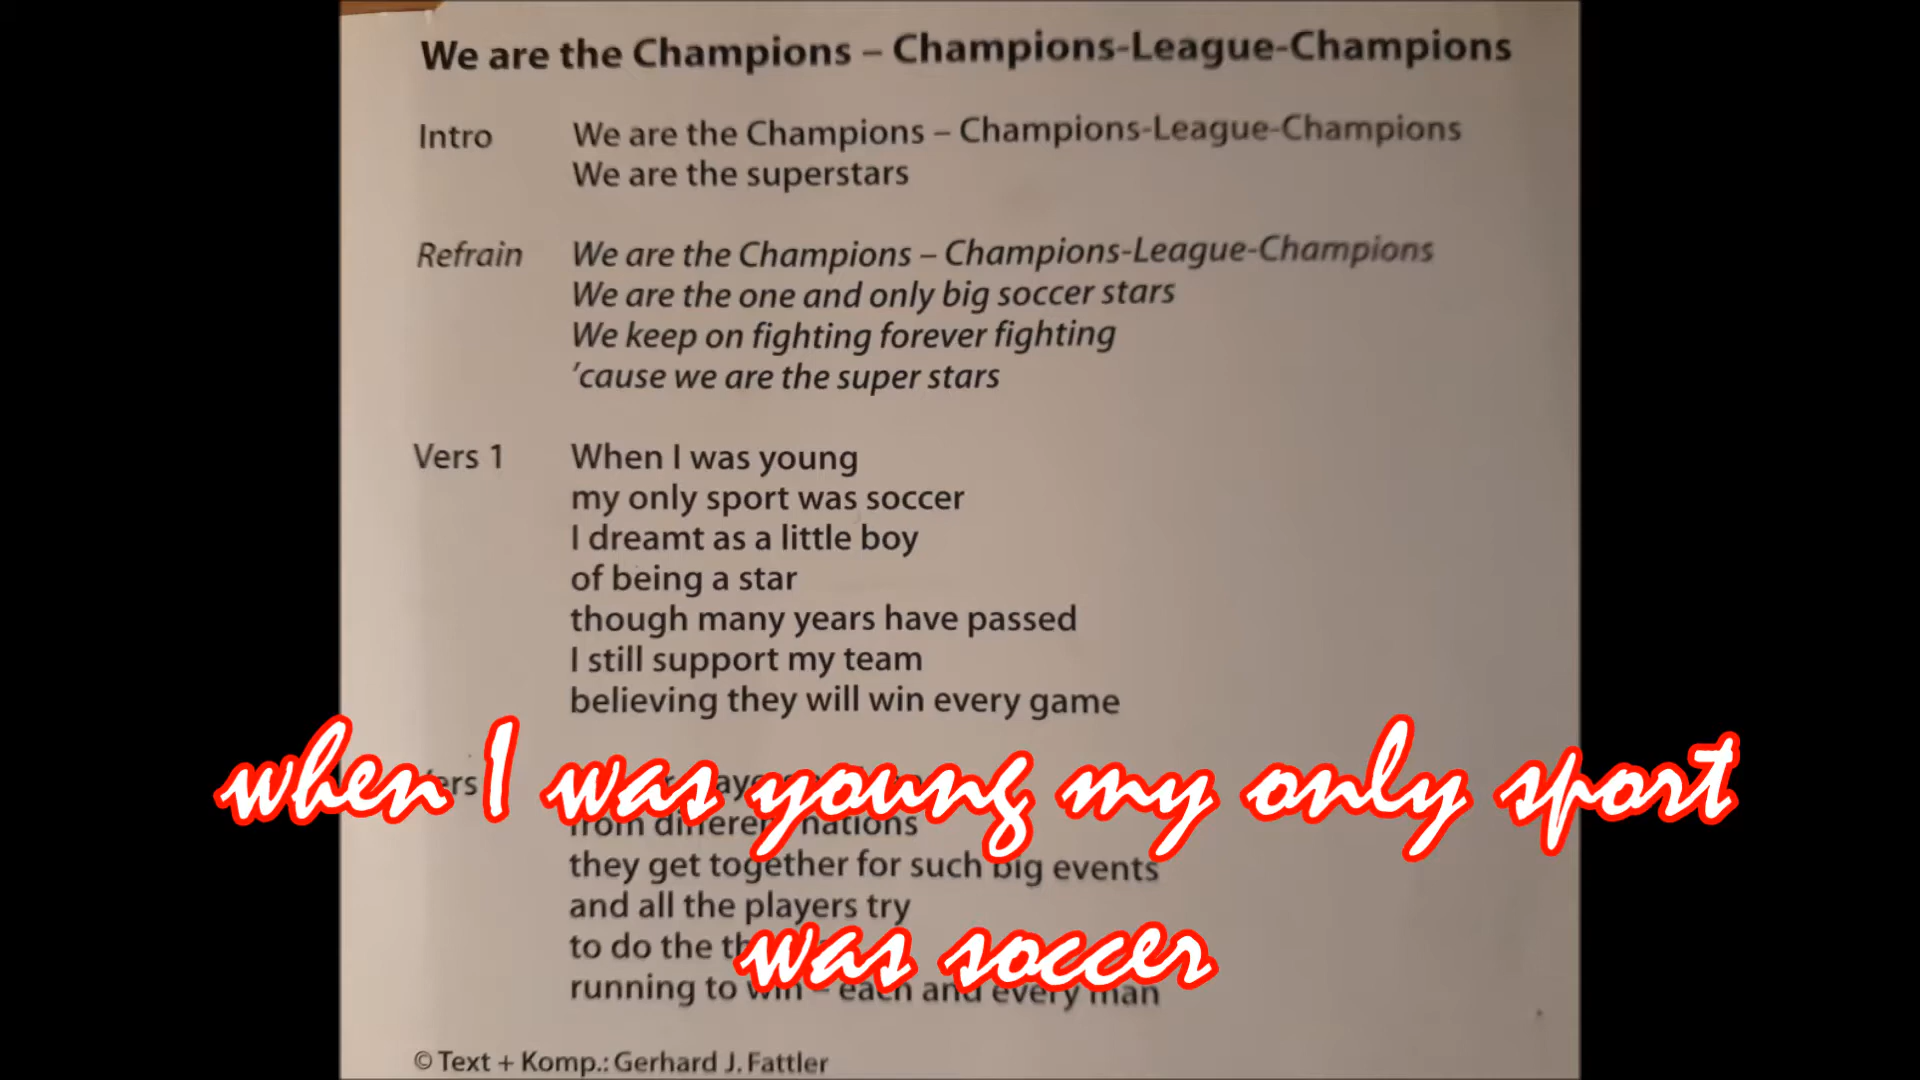 We are the Champions – Champions-League-Champions
Intro We are the Champions – Champions-League-Champions
We are the superstars
Refrain We are the Champions – Champions-League-Champions
We are the one and only big soccer stars
We keep on fighting forever fighting
’cause we are the super stars
Vers 1 When I was young
my only sport was soccer
I dreamt as a little boy
of being a star
though many years have passed
I still support my team
believing they will win every game
when I was young my only sport
from different nations
they get together for such big events
and all the players try
to do the
was soccer
running to win – each and every man
© Text + Komp.: Gerhard J. Fattler